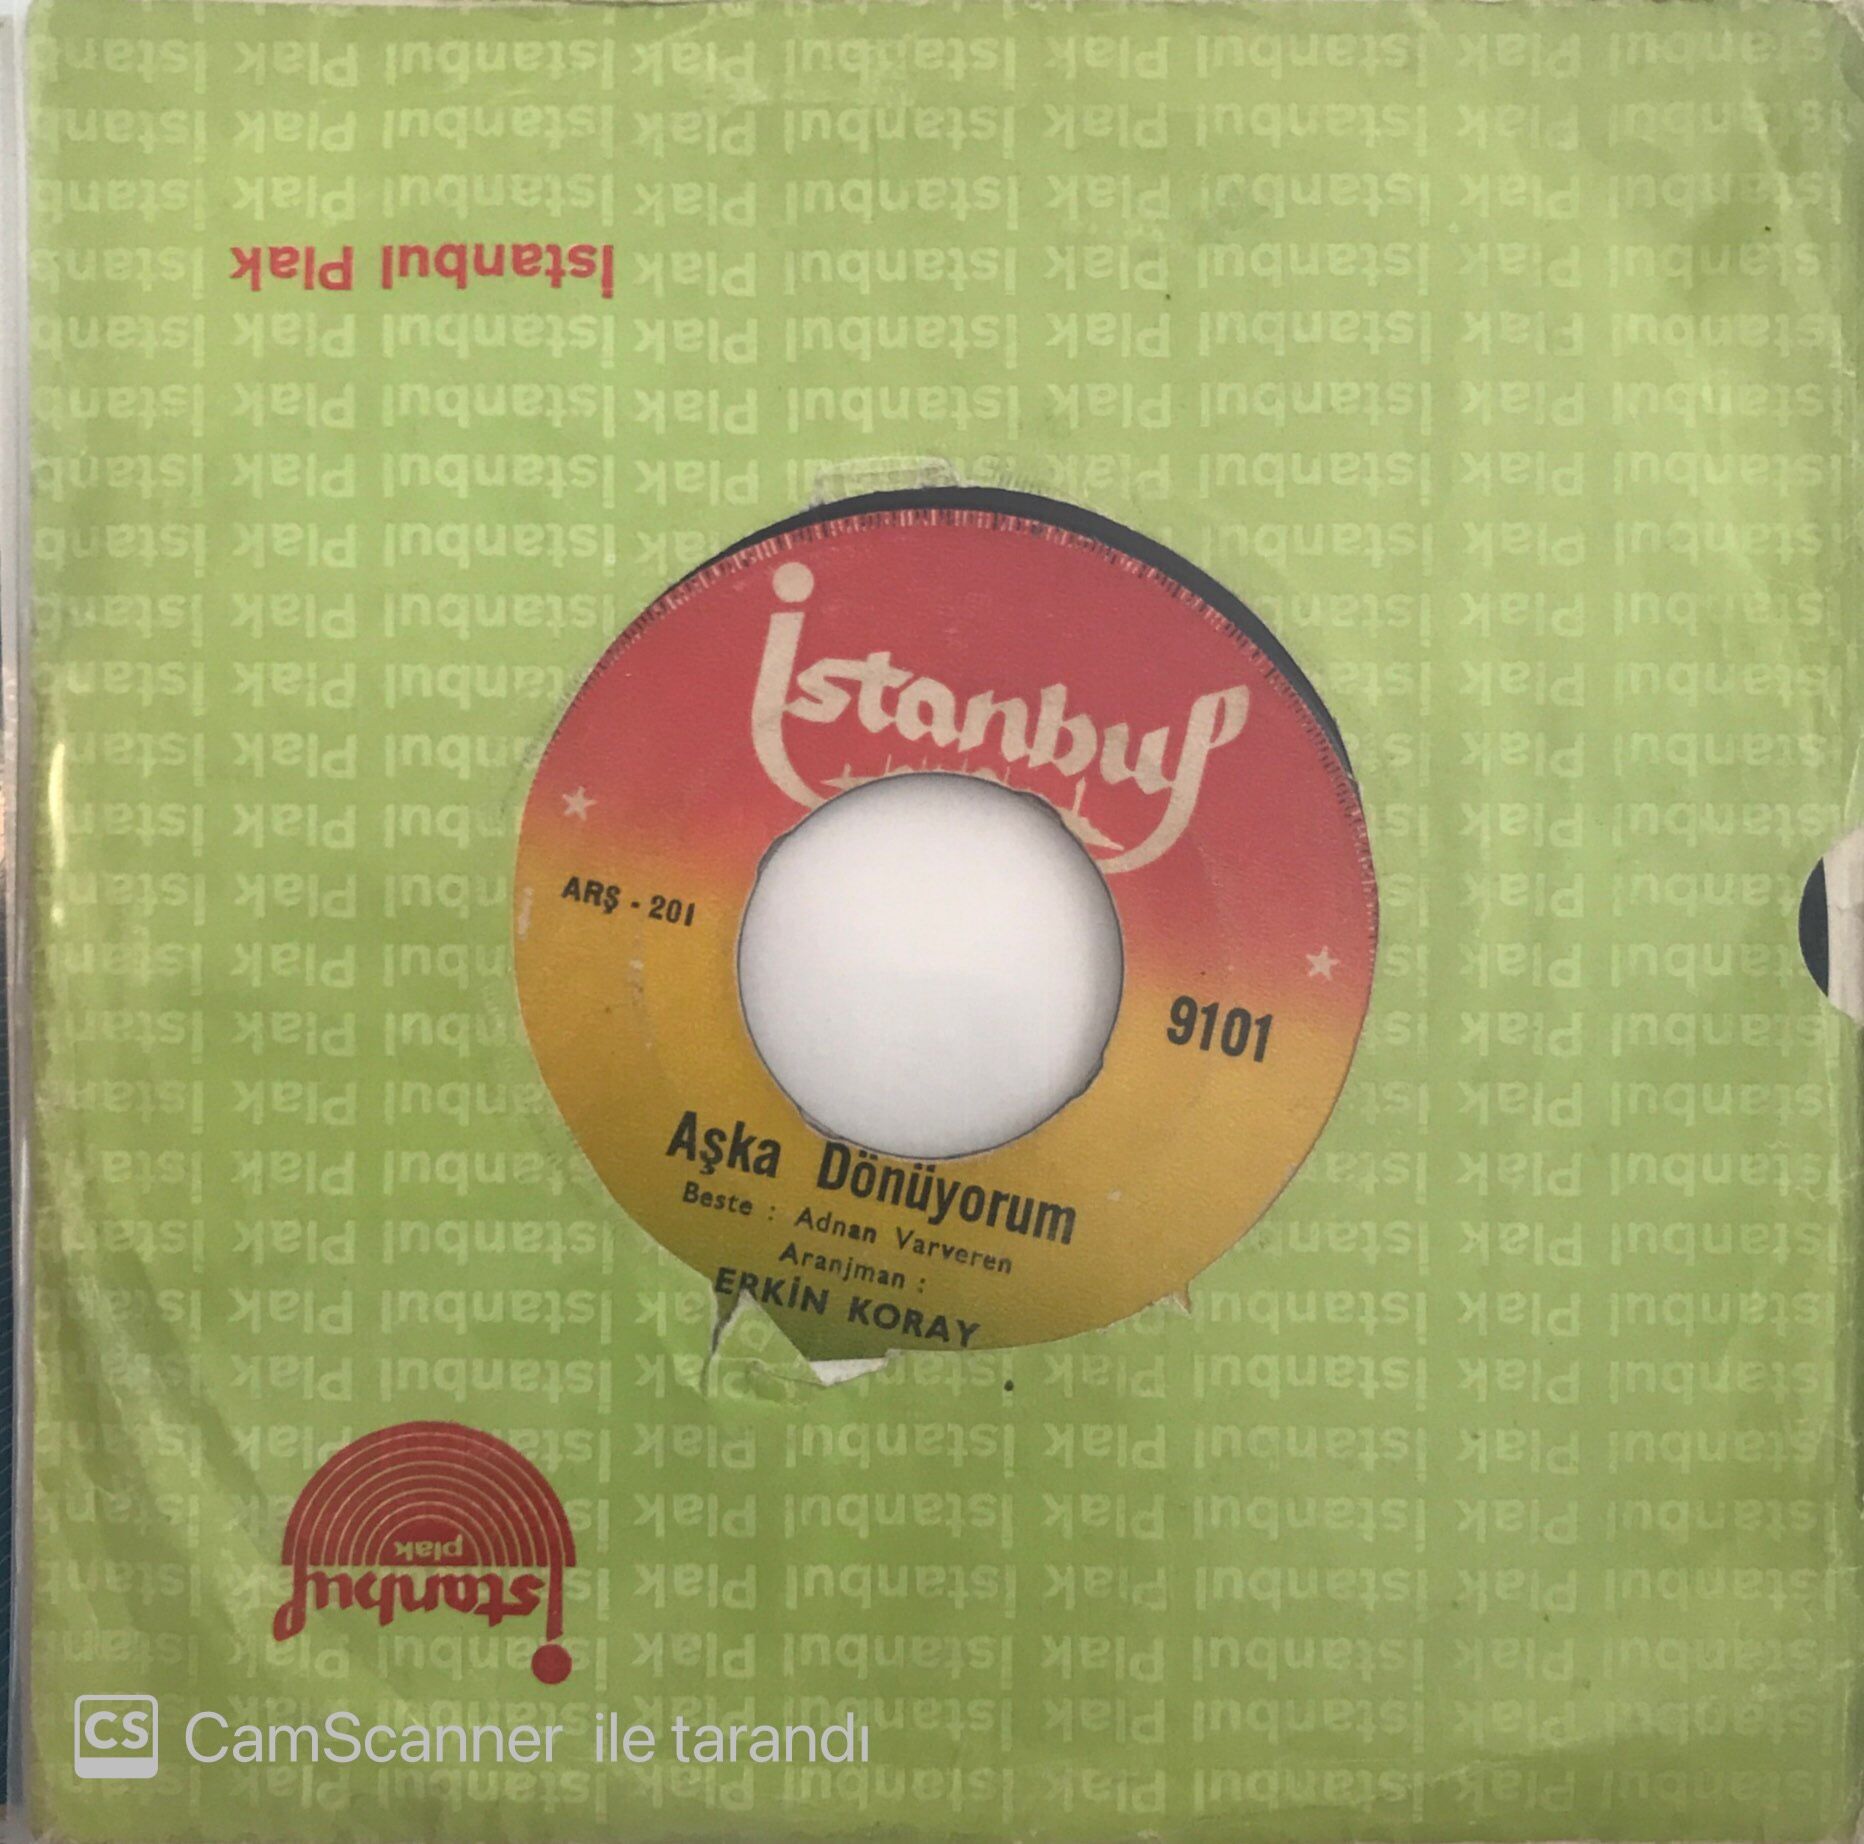 İstanbul Plak
İstanbul
ARŞ - 201
9101
Aşka Dönüyorum
Beste : Adnan Varveren
Aranjman :
ERKİN KORAY
plak
İstanbul
CS CamScanner ile tarandı